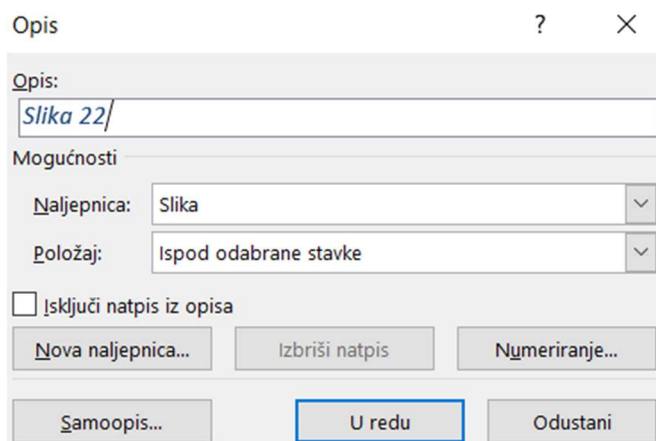 Opis ?
Opis:
Slika 22
Mogućnosti
Naljepnica: Slika
Položaj: Ispod odabrane stavke
Isključi natpis iz opisa
Nova naljepnica... Izbriši natpis Numeriranje...
Samoopis... U redu Odustani